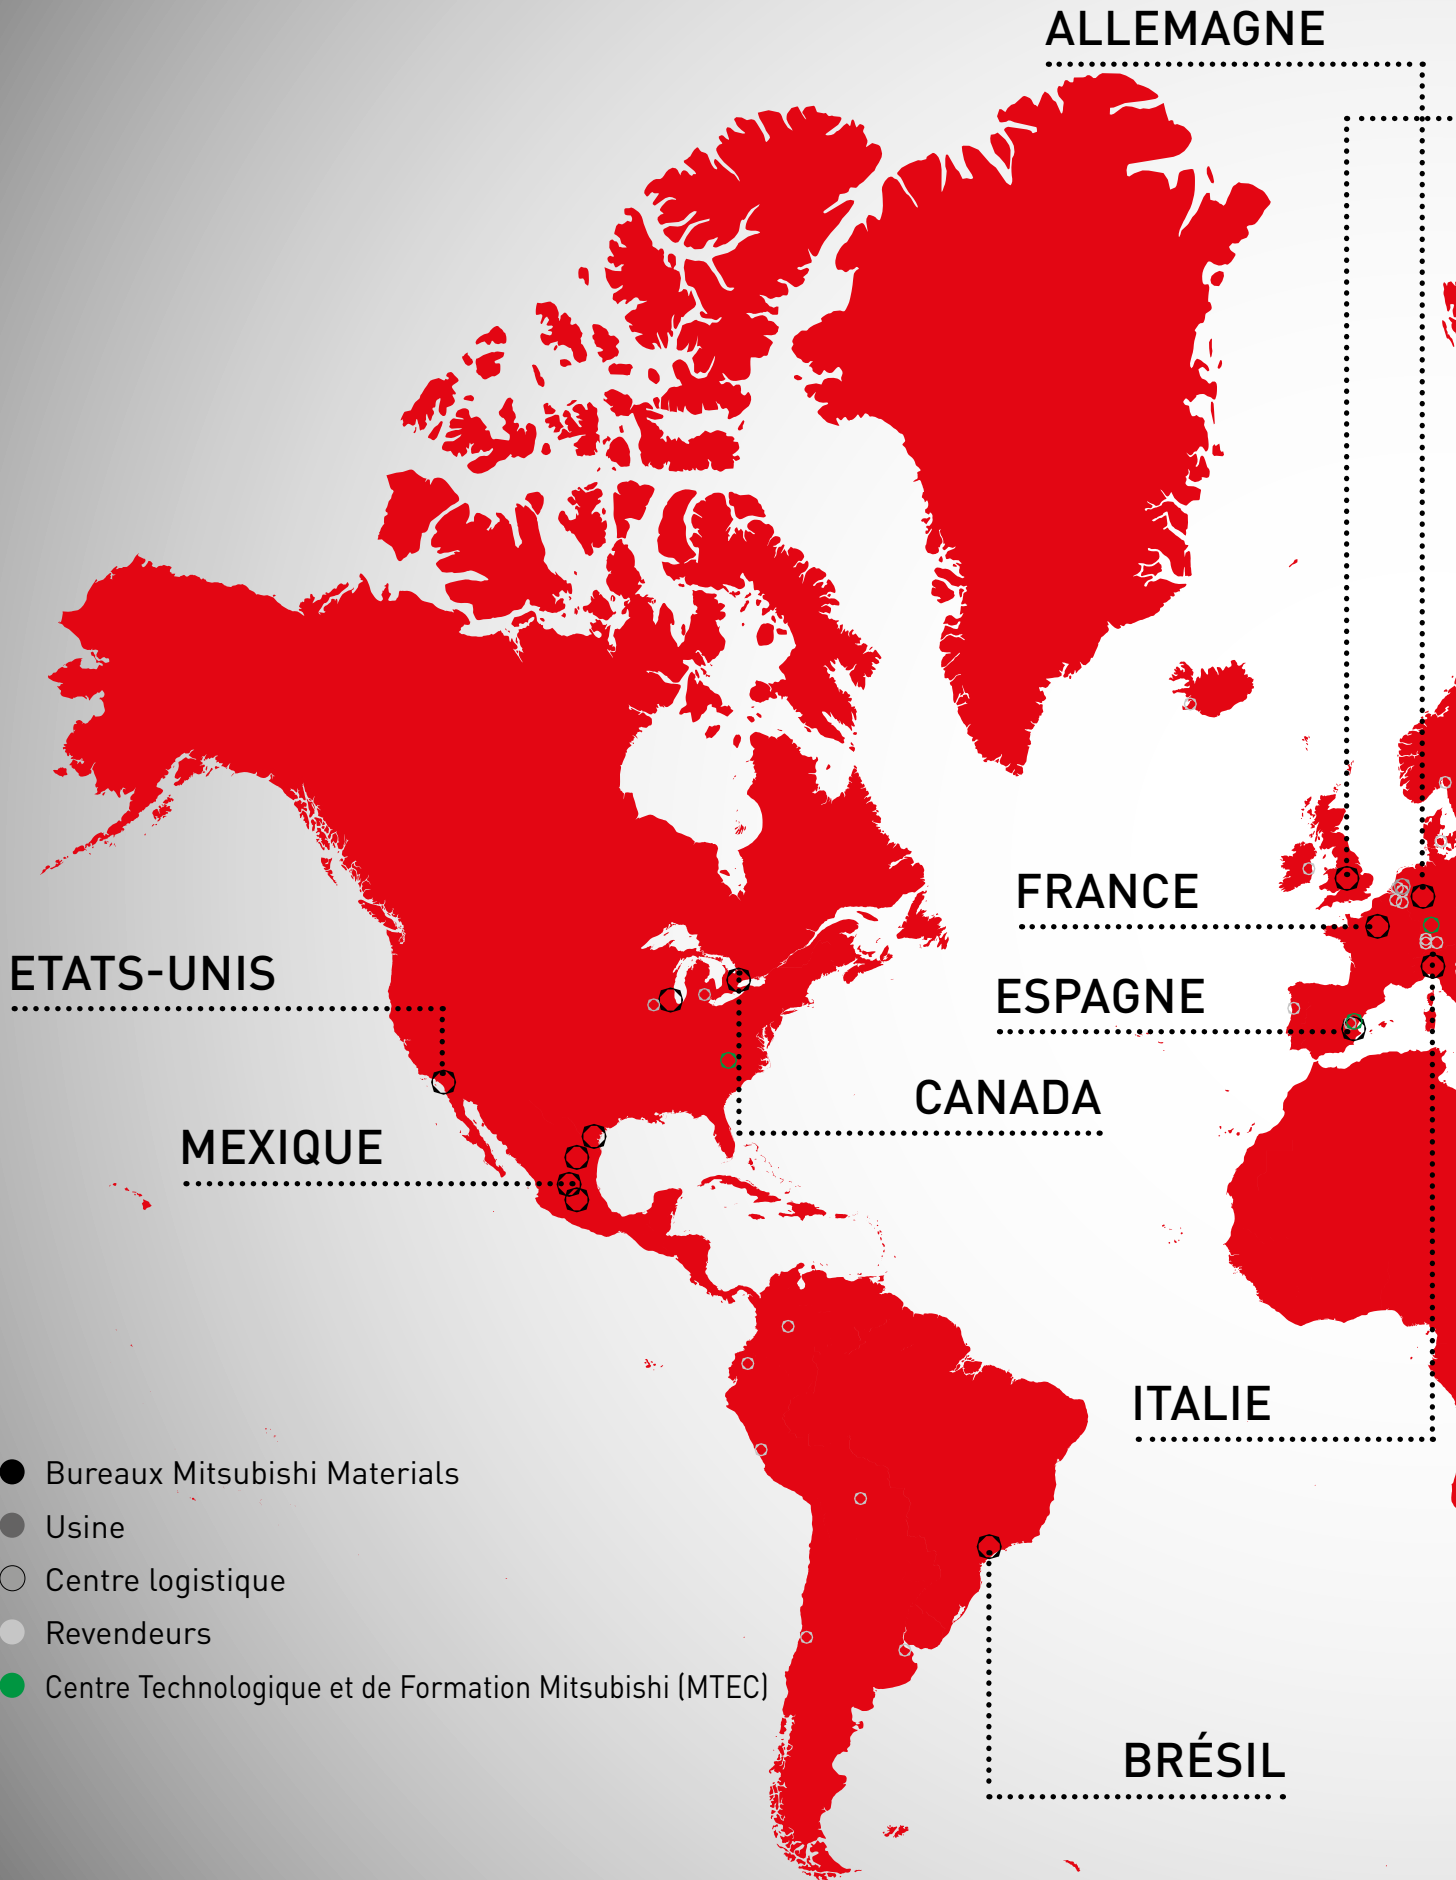 ALLEMAGNE
FRANCE
ETATS-UNIS
ESPAGNE
CANADA
MEXIQUE
ITALIE
Bureaux Mitsubishi Materials
Usine
Centre logistique
Revendeurs
Centre Technologique et de Formation Mitsubishi (MTEC)
BRÉSIL